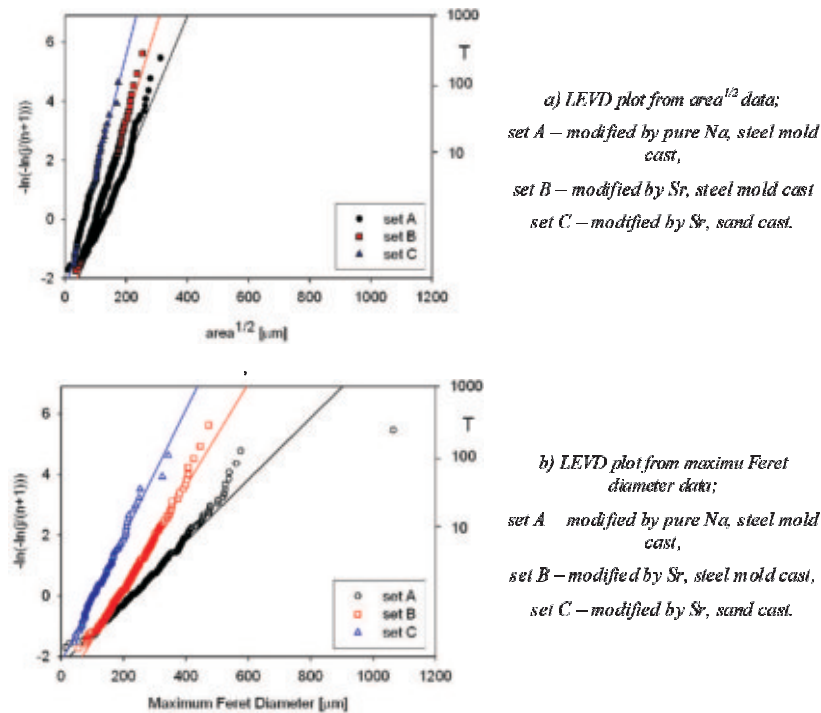 1000
6
T
100
4
2
10
0
-2
-ln(-ln(j/(n+1)))
set A
set B
set C
0 200 400 600 800 1000 1200
area1/2 [μm]
a) LEVD plot from area1/2 data;
set A – modified by pure Na, steel mold
cast,
set B – modified by Sr, steel mold cast
set C – modified by Sr, sand cast.
1000
6
T
100
4
2
10
0
-2
-ln(-ln(j/(n+1)))
set A
set B
set C
0 200 400 600 800 1000 1200
Maximum Feret Diameter [μm]
b) LEVD plot from maximu Feret
diameter data;
set A modified by pure Na, steel mold
cast,
set B – modified by Sr, steel mold cast,
set C – modified by Sr, sand cast.